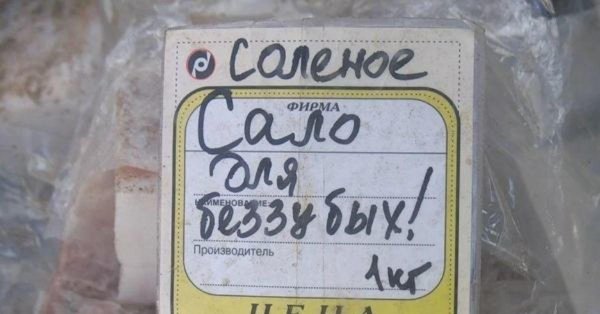 Соленое
ФИРМА
Сало
для
НАИМЕНОВАНИЕ
беззубых!
Производитель
1кг
ЦЕНА